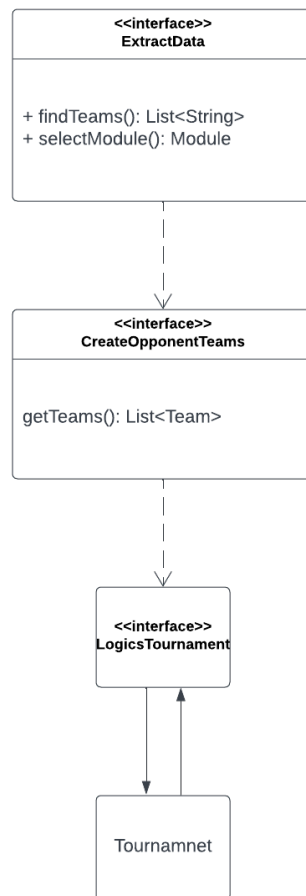 <<interface>>
ExtractData
+ findTeams(): List<String>
+ selectModule(): Module
<<interface>>
CreateOpponentTeams
getTeams(): List<Team>
<<interface>>
LogicsTournament
Tournamnet